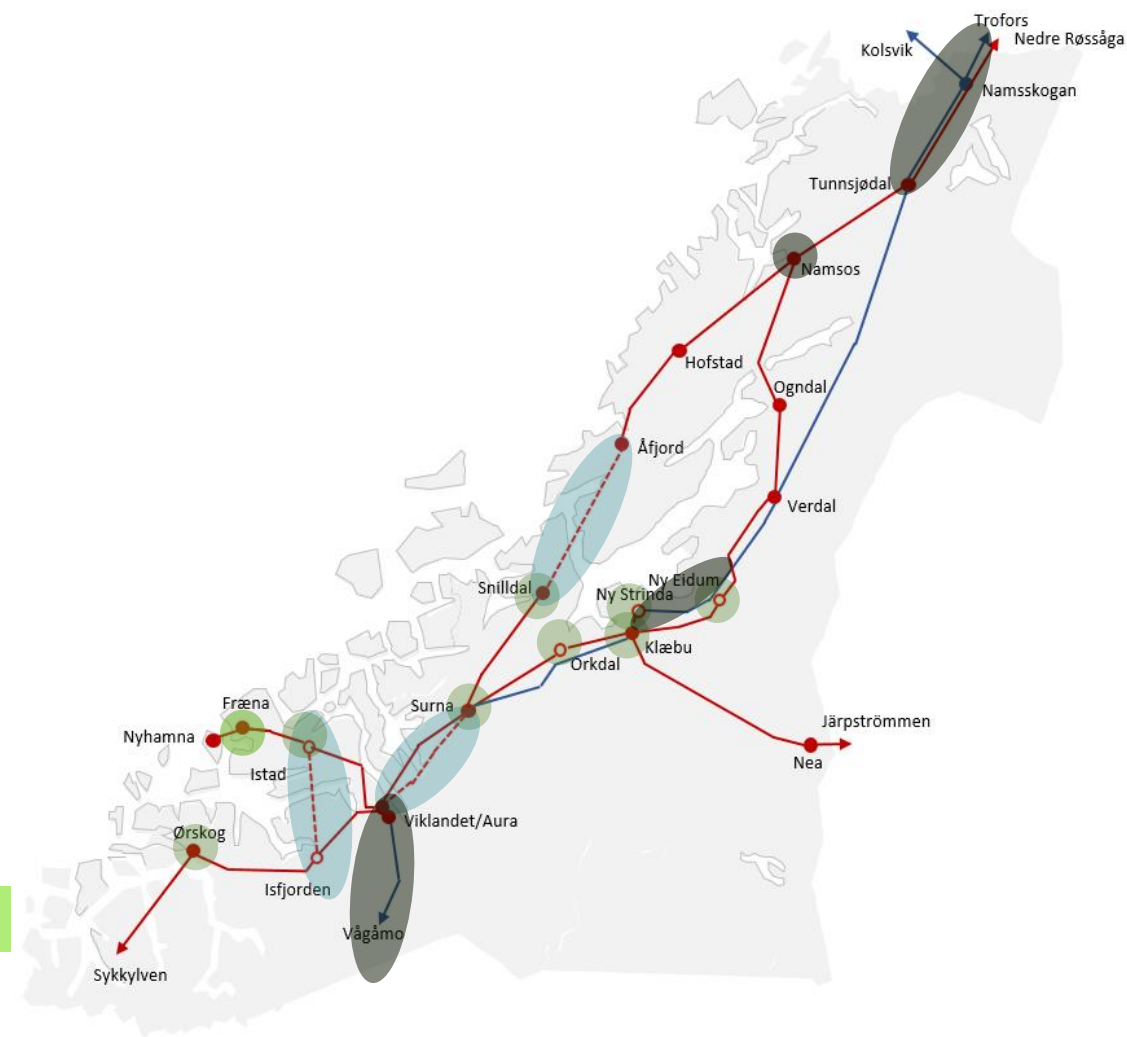 Trofors
Nedre Røssåga
Kolsvik
Namsskogan
Tunnsjødal
Namsos
Hofstad
Ogndal
Åfjord
Verdal
Ny Eidum
Snilldal
Ny Strinda
Klæbu
Orkdal
Surna
Fræna
Järpströmmen
Nyhamna
Nea
Istad
Viklandet/Aura
Ørskog
Isfjorden
Vågåmo
Sykkylven